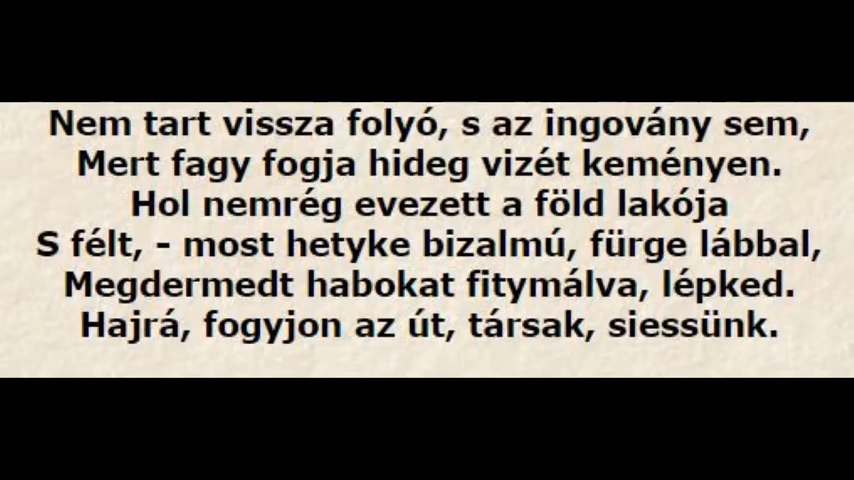 Nem tart vissza folyó, s az ingovány sem,
Mert fagy fogja hideg vizét keményen.
Hol nemrég evezett a föld lakója
S félt, - most hetyke bizalmú, fürge lábbal,
Megdermedt habokat fitymálva, lépked.
Hajrá, fogyjon az út, társak, siessünk.